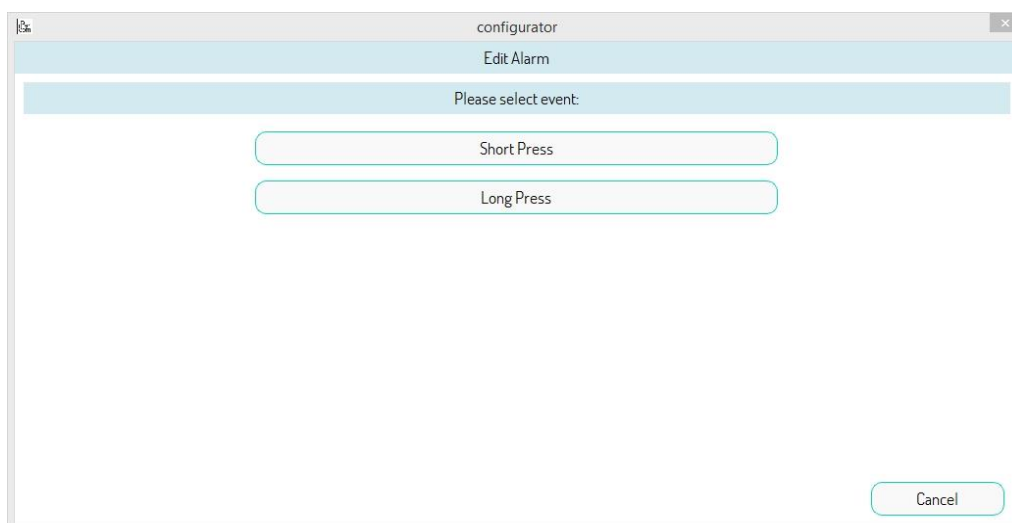 configurator
Edit Alarm
Please select event:
Short Press
Long Press
Cancel